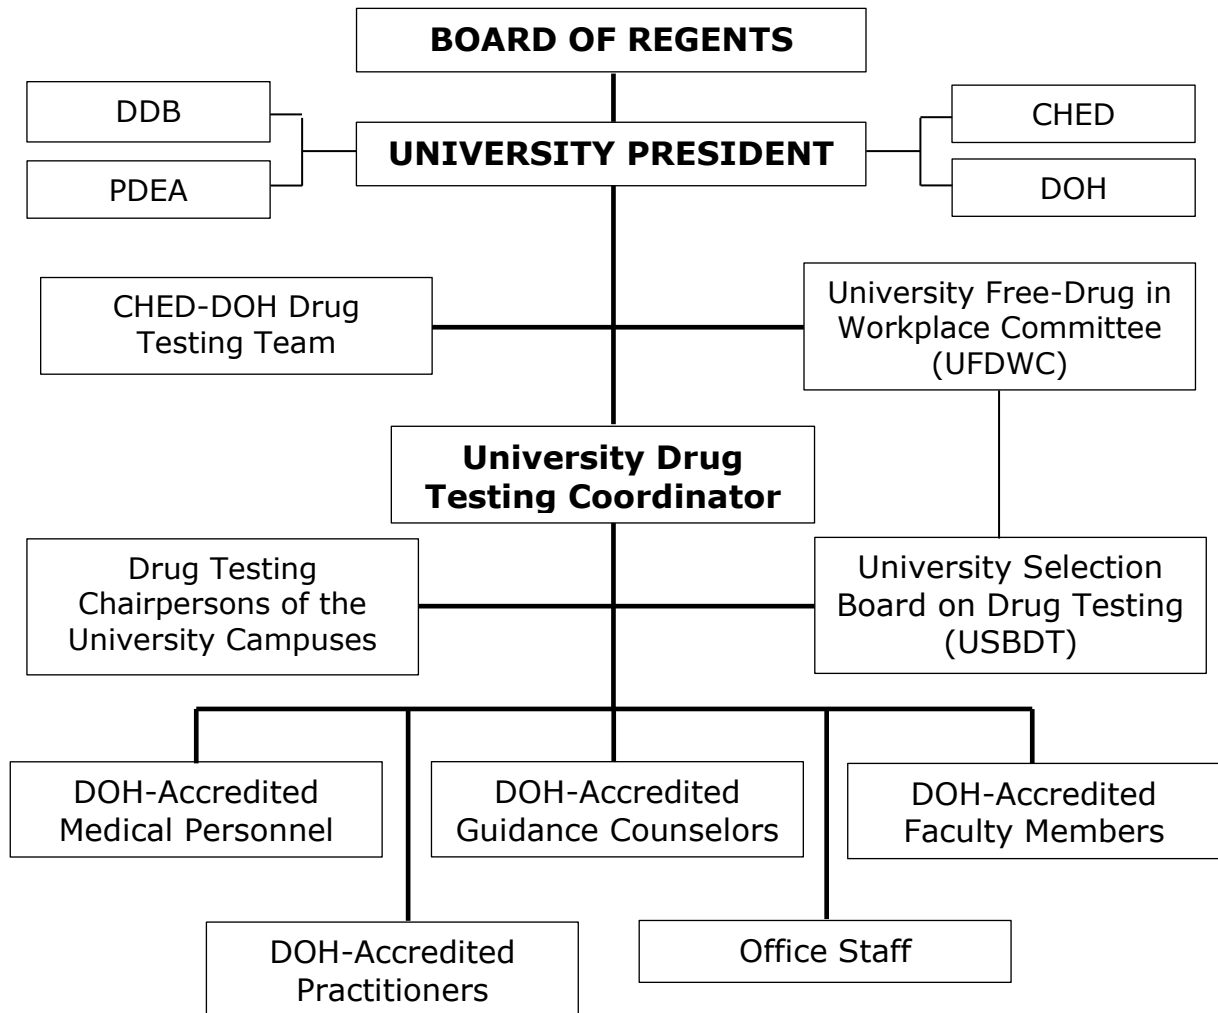 BOARD OF REGENTS
DDB
CHED
UNIVERSITY PRESIDENT
PDEA
DOH
CHED-DOH Drug
Testing Team
University Free-Drug in
Workplace Committee
(UFDWC)
University Drug
Testing Coordinator
Drug Testing
Chairpersons of the
University Campuses
University Selection
Board on Drug Testing
(USBDT)
DOH-Accredited
Medical Personnel
DOH-Accredited
Guidance Counselors
DOH-Accredited
Faculty Members
DOH-Accredited
Practitioners
Office Staff